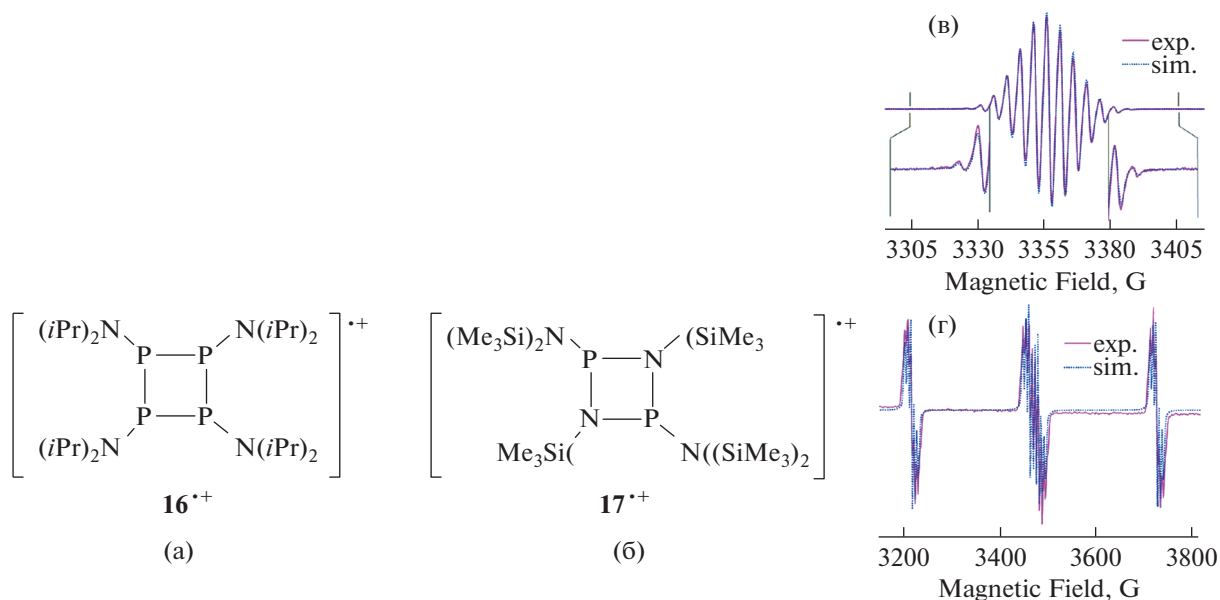 (в)
exp.
sim.
3305 3330 3355 3380 3405
Magnetic Field, G
(iPr)₂N N(iPr)₂ •+
P P
P P
(iPr)₂N N(iPr)₂
16•+
(а)
(Me₃Si)₂N (SiMe₃ •+
P N
N P
Me₃Si( N((SiMe₃)₂
17•+
(б)
(г)
exp.
sim.
3200 3400 3600 3800
Magnetic Field, G